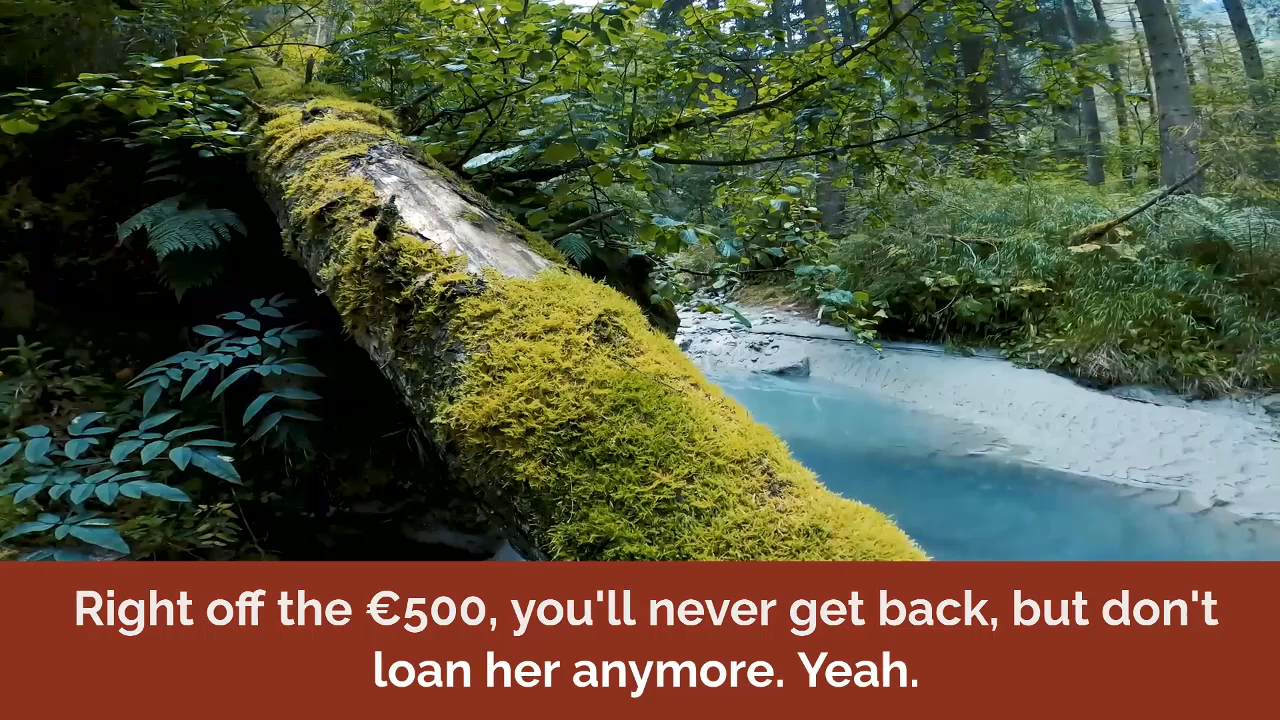 Right off the €500, you'll never get back, but don't
loan her anymore. Yeah.